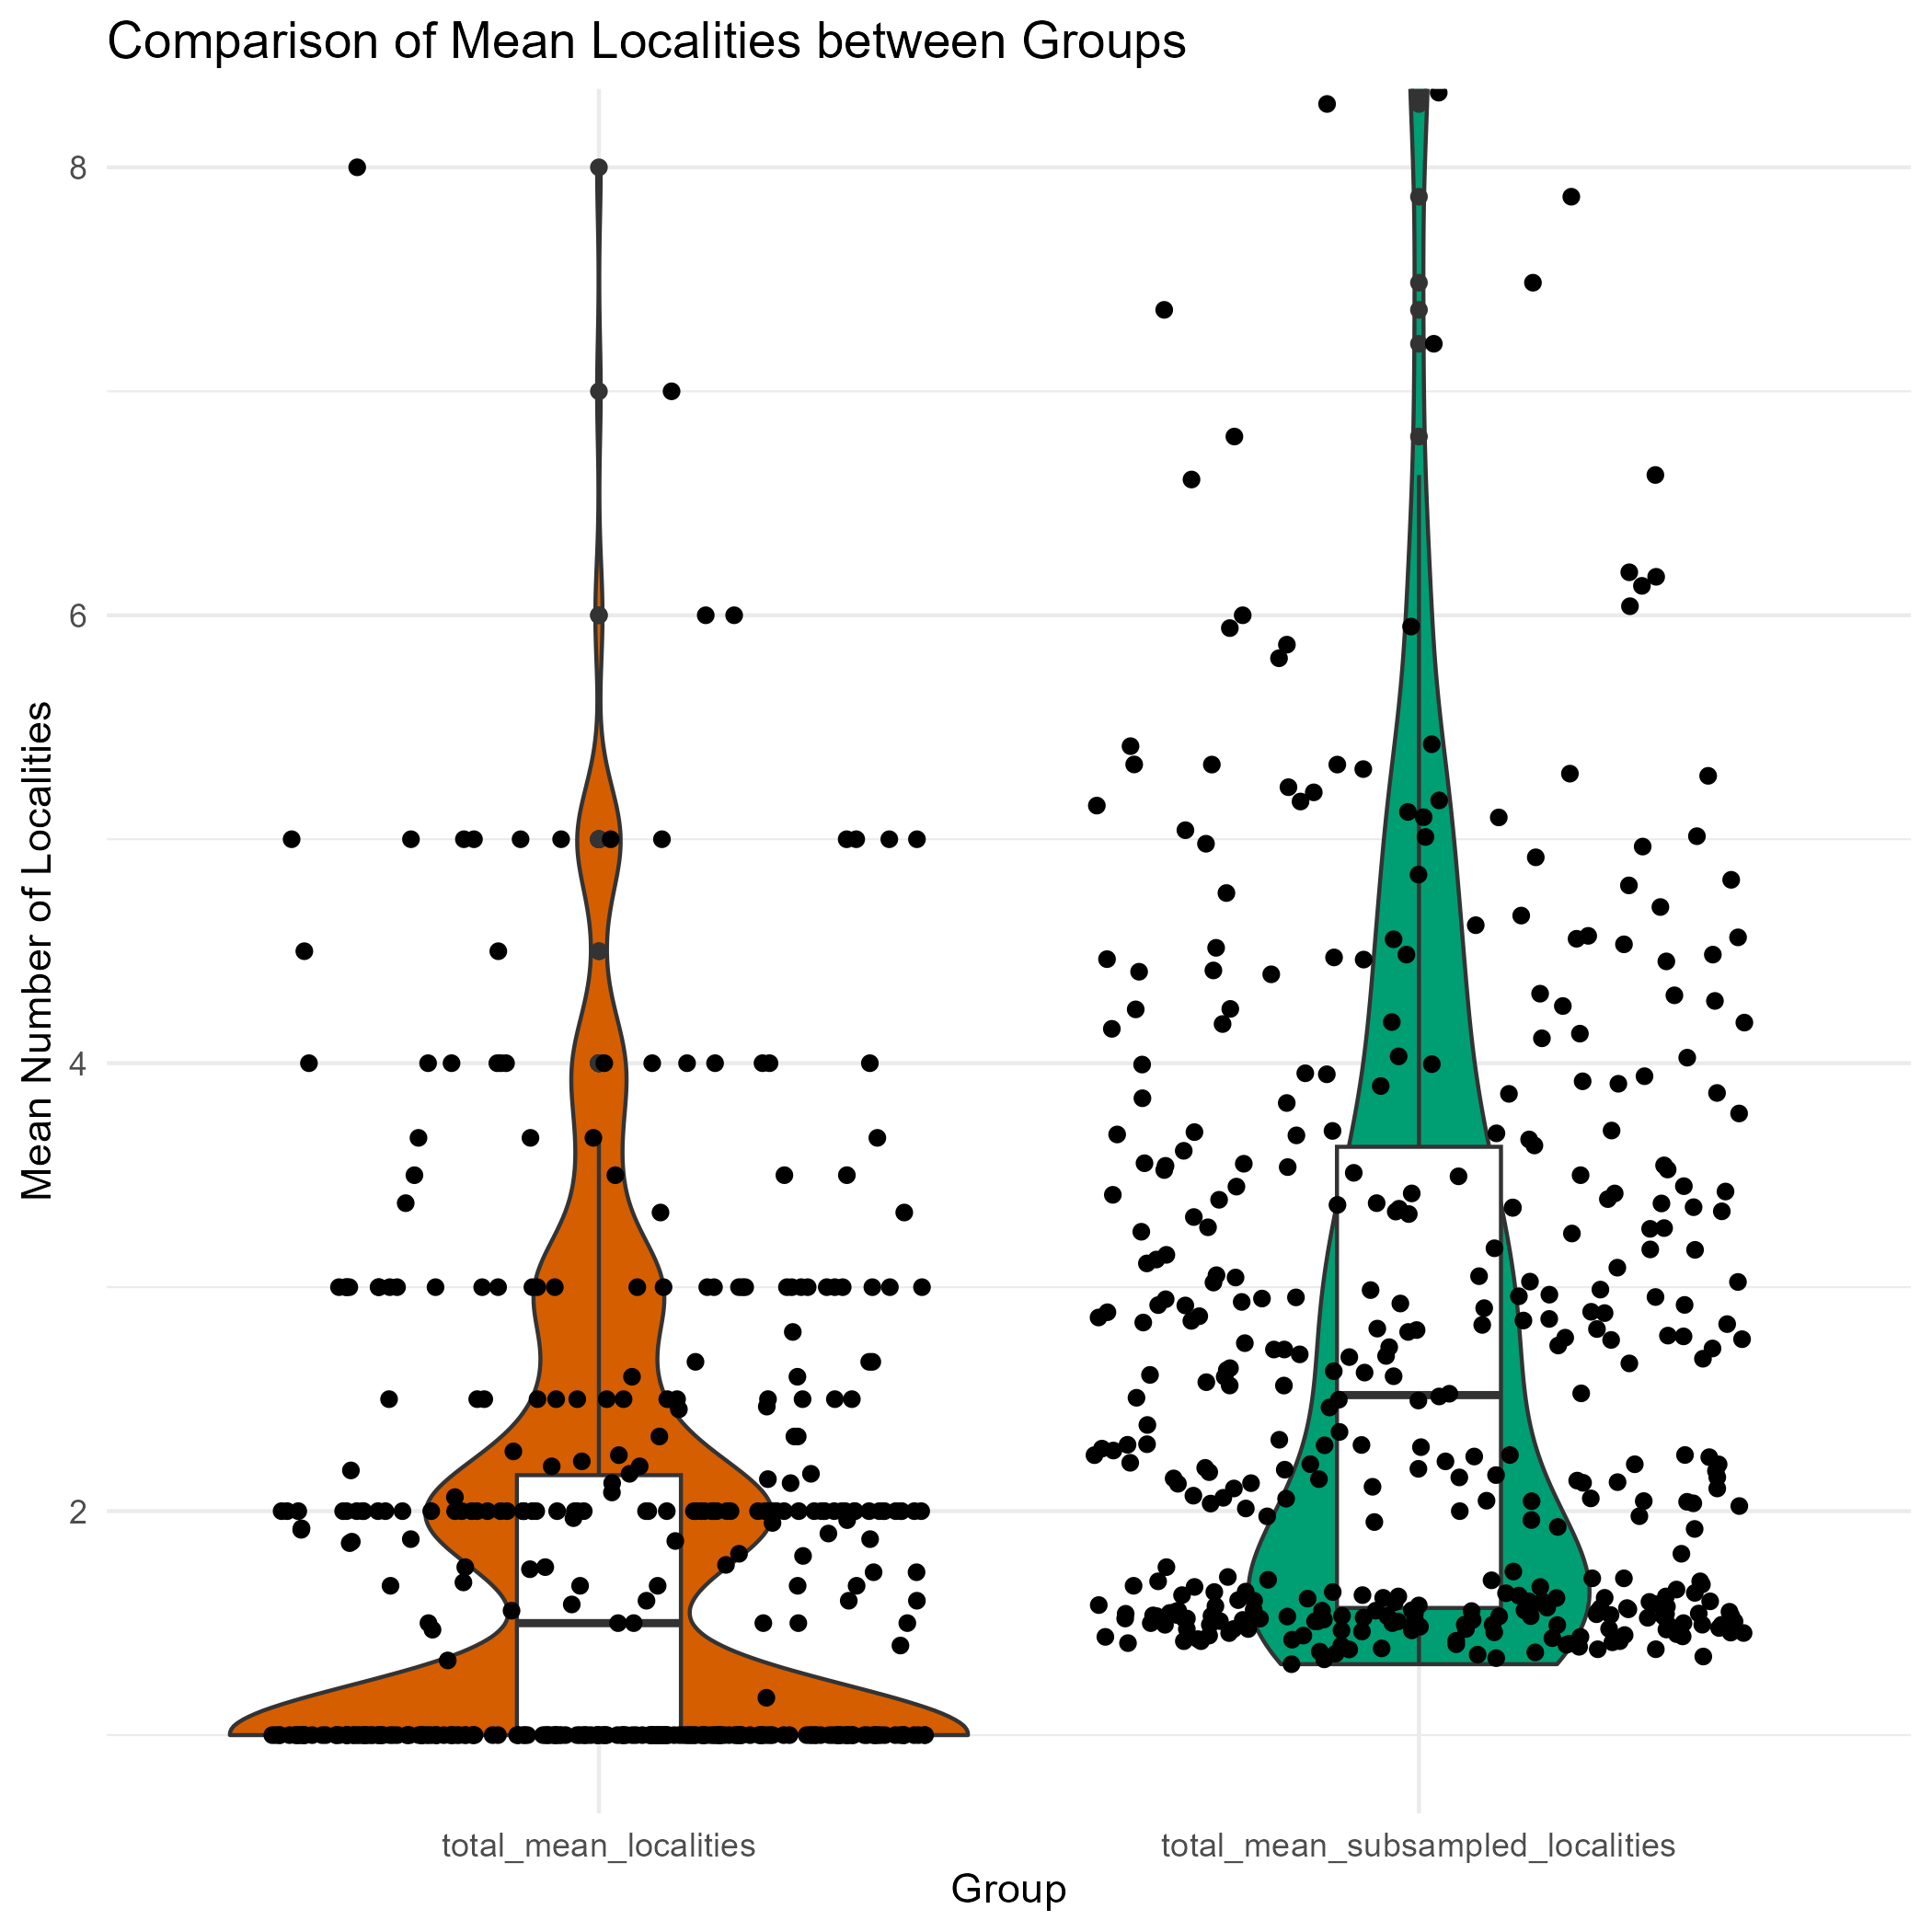 Comparison of Mean Localities between Groups
8
6
4
2
Mean Number of Localities
total_mean_localities
total_mean_subsampled_localities
Group